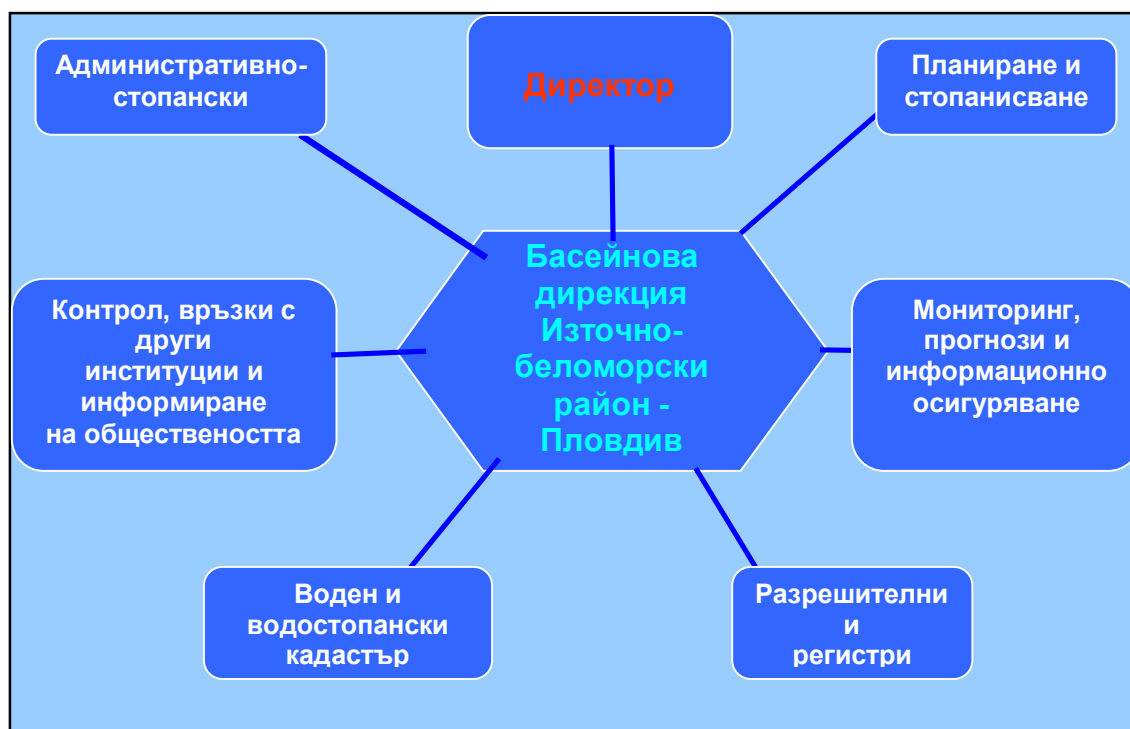 Административно-
стопански
Директор
Планиране и
стопанисване
Басейнова
дирекция
Източно-
беломорски
район -
Пловдив
Контрол, връзки с
други
институции и
информиране
на обществеността
Мониторинг,
прогнози и
информационно
осигуряване
Воден и
водостопански
кадастър
Разрешителни
и
регистри